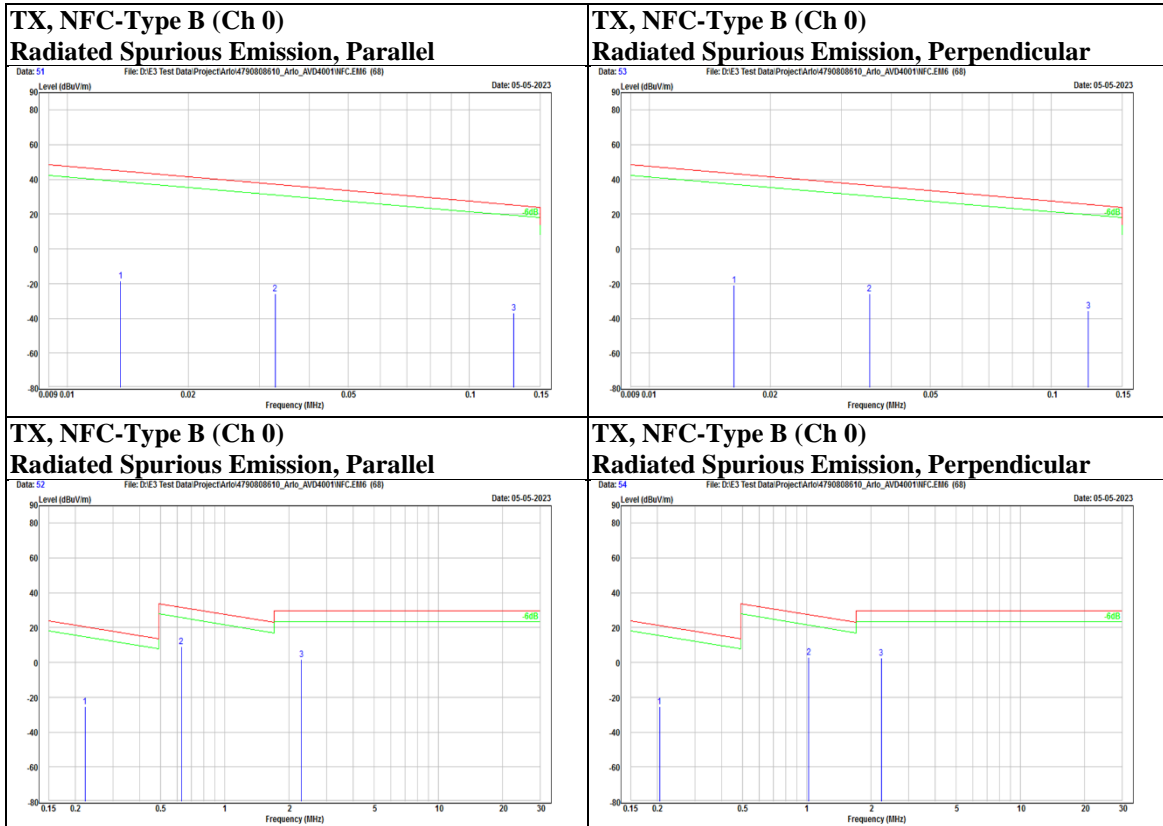 TX, NFC-Type B (Ch 0)
Radiated Spurious Emission, Parallel
Data: 51 File: D:\E3 Test Data\Project\Arlo\4790808610_Arlo_AVD4001\NFC.EM6 (68)
Level (dBuV/m) Date: 05-05-2023
90
80
60
40
20
0
-20
-40
-60
-80
-6dB
1
2
3
0.009 0.01 0.02 0.05 0.1 0.15
Frequency (MHz)
TX, NFC-Type B (Ch 0)
Radiated Spurious Emission, Perpendicular
Data: 53 File: D:\E3 Test Data\Project\Arlo\4790808610_Arlo_AVD4001\NFC.EM6 (68)
Level (dBuV/m) Date: 05-05-2023
90
80
60
40
20
0
-20
-40
-60
-80
-6dB
1
2
3
0.009 0.01 0.02 0.05 0.1 0.15
Frequency (MHz)
TX, NFC-Type B (Ch 0)
Radiated Spurious Emission, Parallel
Data: 52 File: D:\E3 Test Data\Project\Arlo\4790808610_Arlo_AVD4001\NFC.EM6 (68)
Level (dBuV/m) Date: 05-05-2023
90
80
60
40
20
0
-20
-40
-60
-80
-6dB
1
2
3
0.15 0.2 0.5 1 2 5 10 20 30
Frequency (MHz)
TX, NFC-Type B (Ch 0)
Radiated Spurious Emission, Perpendicular
Data: 54 File: D:\E3 Test Data\Project\Arlo\4790808610_Arlo_AVD4001\NFC.EM6 (68)
Level (dBuV/m) Date: 05-05-2023
90
80
60
40
20
0
-20
-40
-60
-80
-6dB
1
2
3
0.15 0.2 0.5 1 2 5 10 20 30
Frequency (MHz)